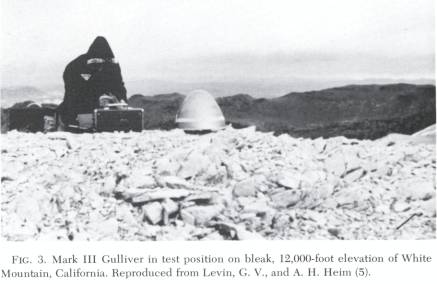 FIG. 3. Mark III Gulliver in test position on bleak, 12,000-foot elevation of White
Mountain, California. Reproduced from Levin, G. V., and A. H. Heim (5).